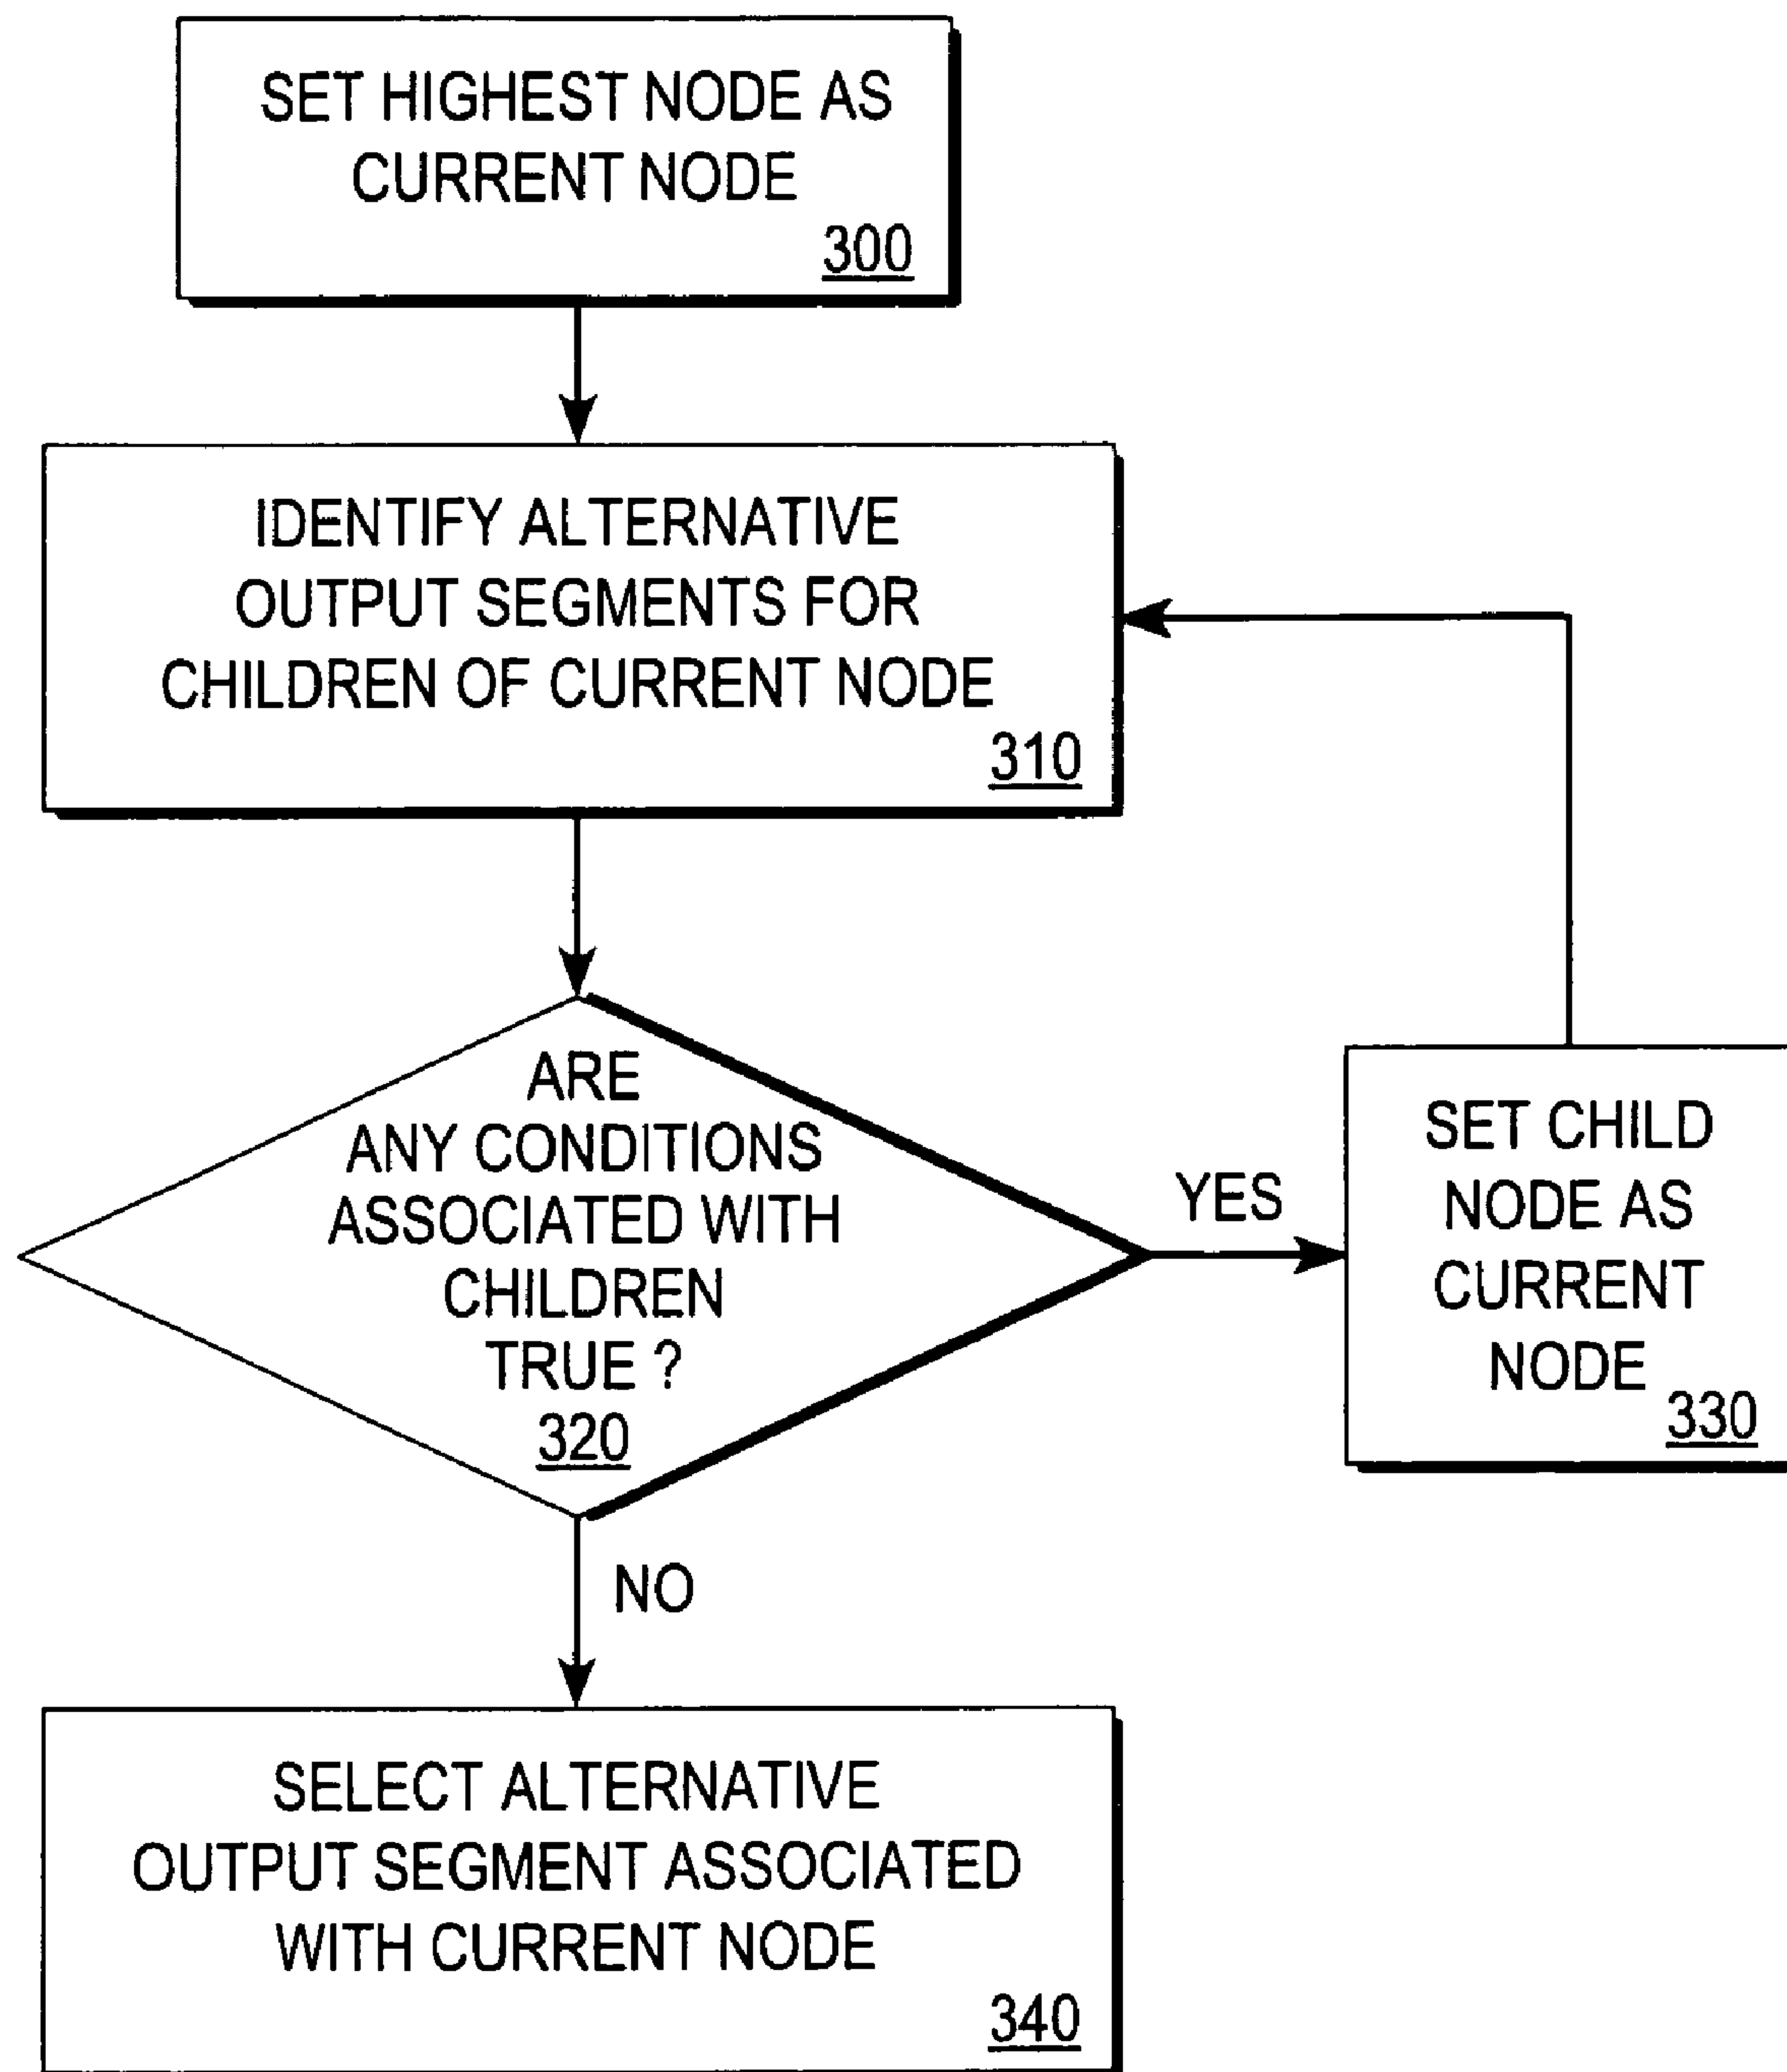 SET HIGHEST NODE AS
CURRENT NODE
300
IDENTIFY ALTERNATIVE
OUTPUT SEGMENTS FOR
CHILDREN OF CURRENT NODE
310
ARE
ANY CONDITIONS
ASSOCIATED WITH
CHILDREN
TRUE ?
320
YES
SET CHILD
NODE AS
CURRENT
NODE
330
NO
SELECT ALTERNATIVE
OUTPUT SEGMENT ASSOCIATED
WITH CURRENT NODE
340